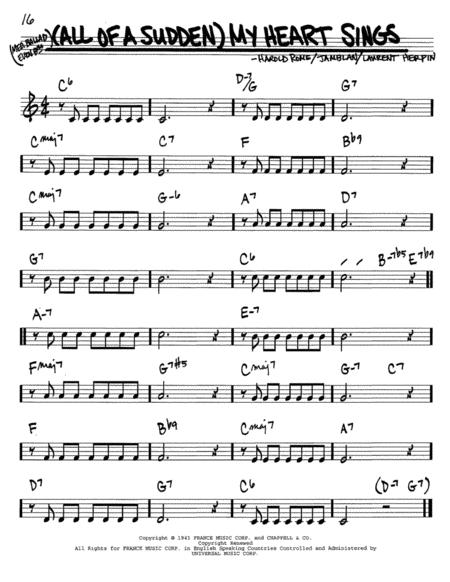 16
(MED. BALLAD EVEN 8THS) (ALL OF A SUDDEN) MY HEART SINGS
-HAROLD ROME/JAMBLAN/LAURENT HERPIN
C6 D-7/G G7
Cmaj7 C7 F Bb9
Cmaj7 G-6 A7 D7
G7 C6 B-7b5 E7b9
A-7 E-7
Fmaj7 G7#5 Cmaj7 G-7 C7
F Bb9 Cmaj7 A7
D7 G7 C6 (D-7 G7)
Copyright © 1941 FRANCE MUSIC CORP. and CHAPPELL & CO.
Copyright Renewed
All Rights for FRANCE MUSIC CORP. in English Speaking Countries Controlled and Administered by
UNIVERSAL MUSIC CORP.